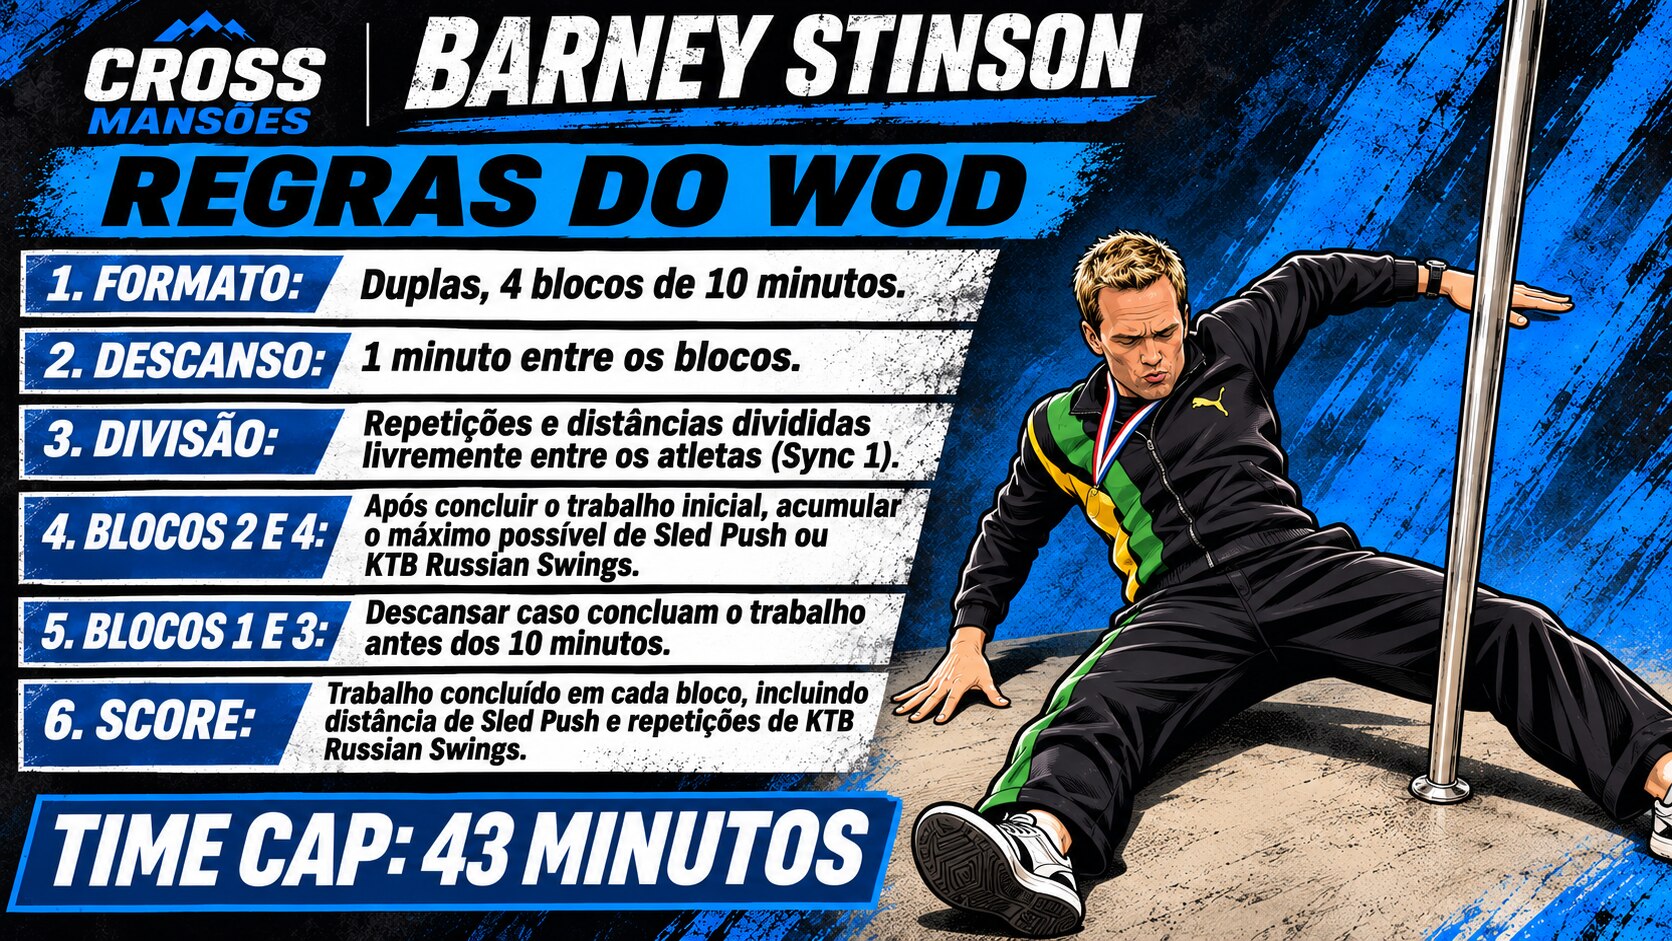 CROSS
MANSÕES
BARNEY STINSON
REGRAS DO WOD
1. FORMATO:
Duplas, 4 blocos de 10 minutos.
2. DESCANSO:
1 minuto entre os blocos.
3. DIVISÃO:
Repetições e distâncias divididas
livremente entre os atletas (Sync 1).
4. BLOCOS 2 E 4:
Após concluir o trabalho inicial, acumular
o máximo possível de Sled Push ou
KTB Russian Swings.
5. BLOCOS 1 E 3:
Descansar caso concluam o trabalho
antes dos 10 minutos.
6. SCORE:
Trabalho concluído em cada bloco, incluindo
distância de Sled Push e repetições de KTB
Russian Swings.
TIME CAP: 43 MINUTOS